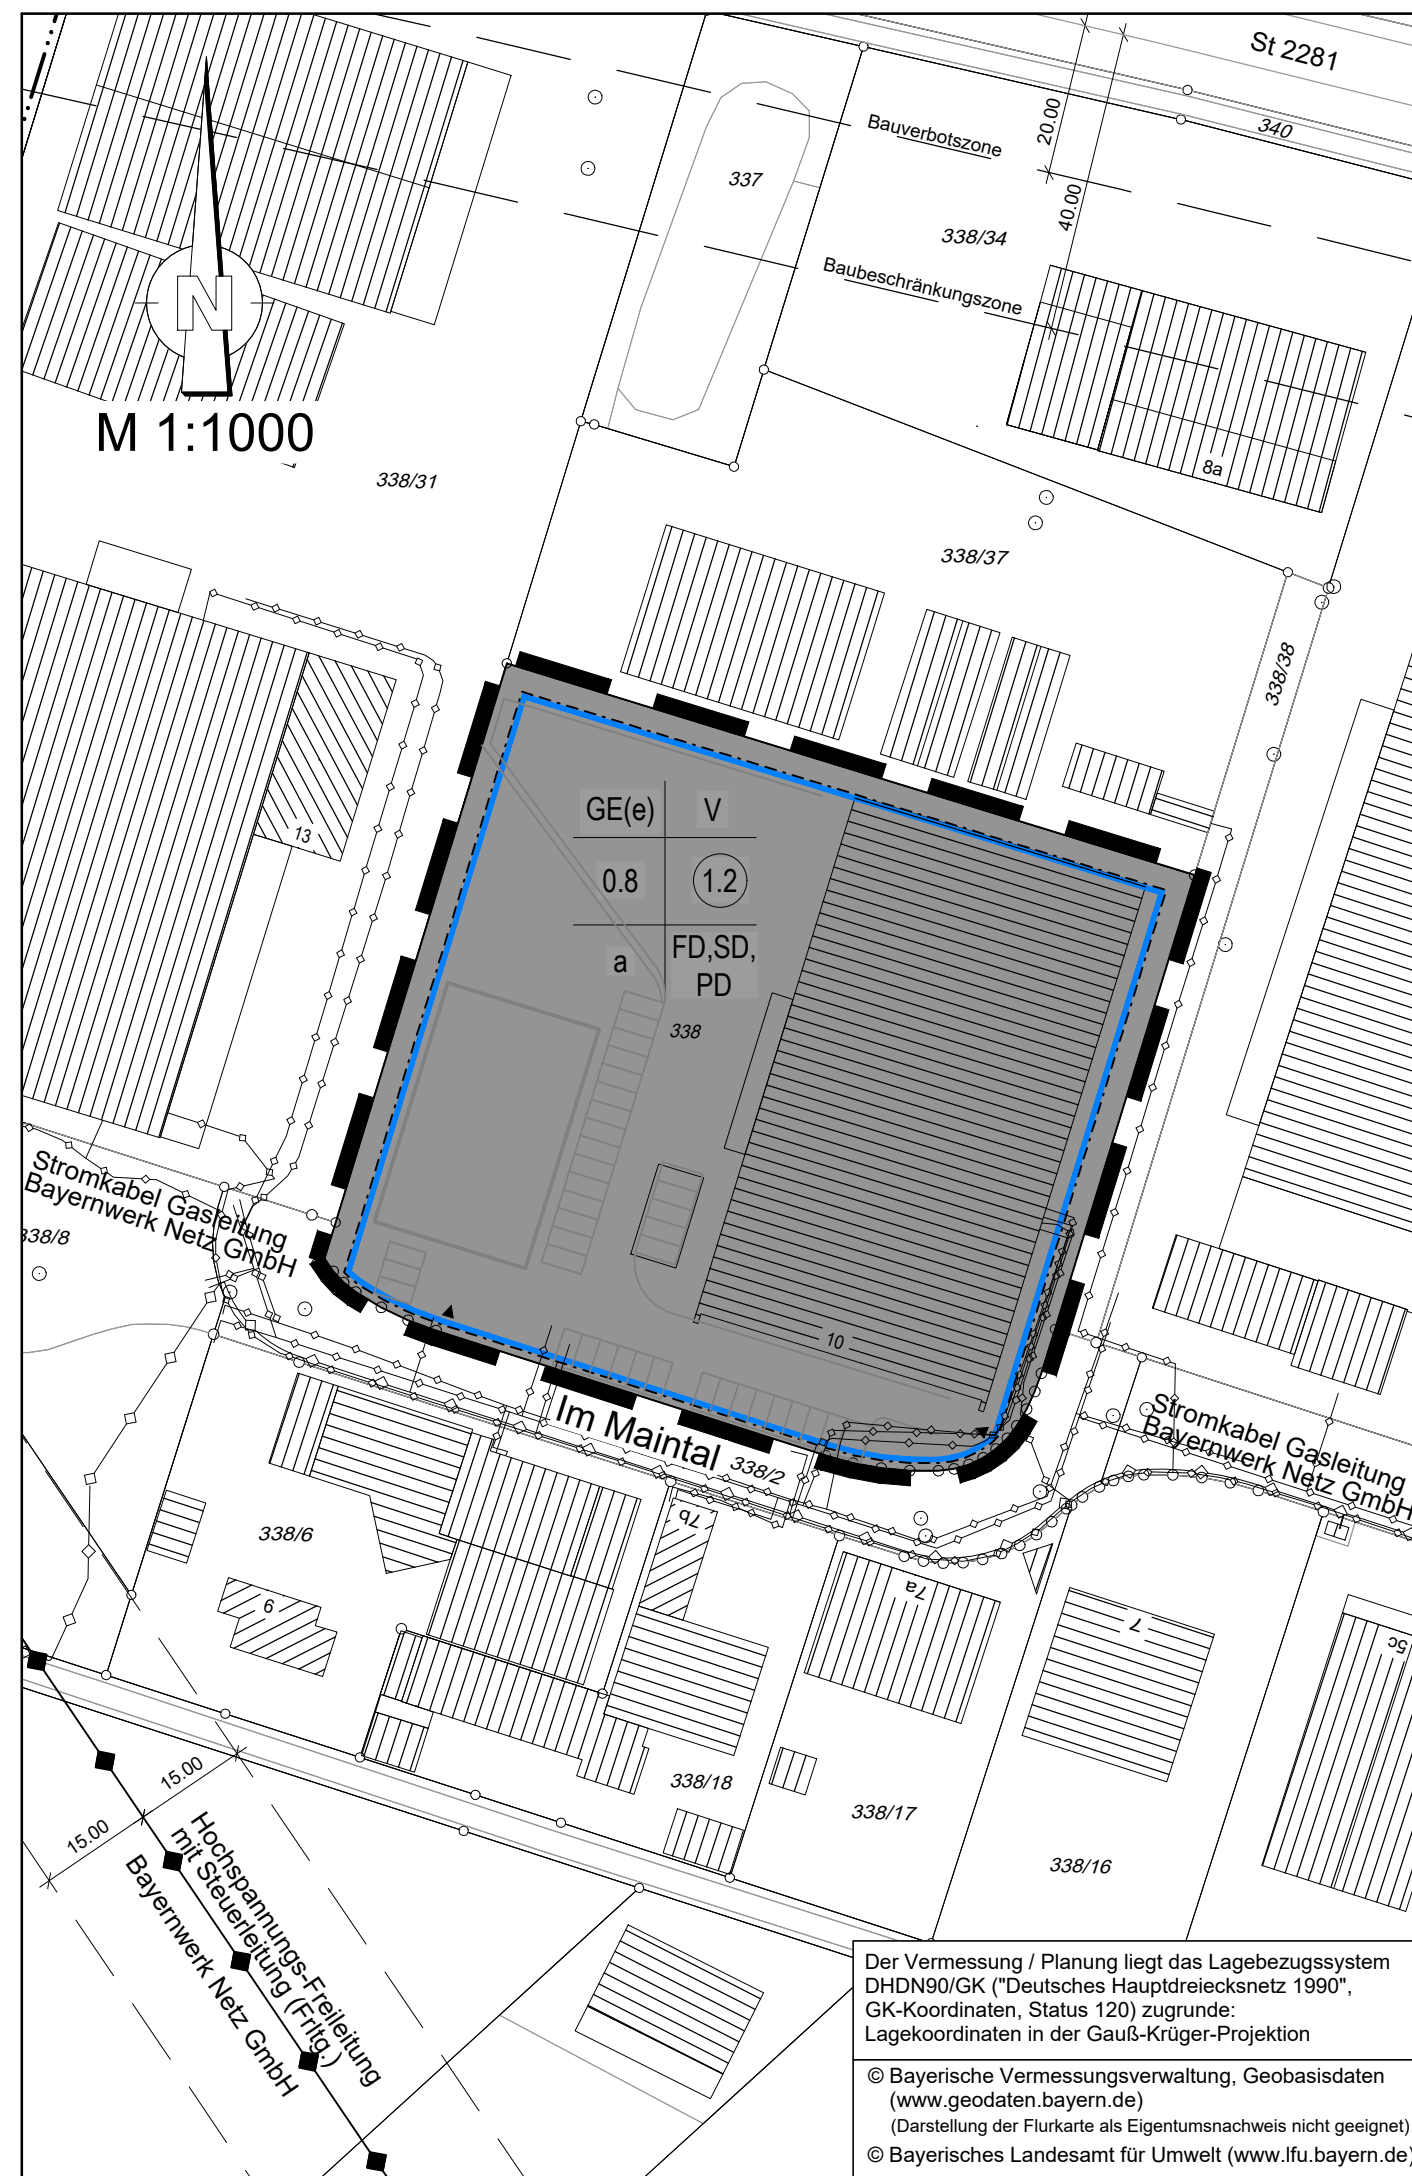 St 2281
340
20.00
40.00
Bauverbotszone
337
338/34
Baubeschränkungszone
N
M 1:1000
338/31
8a
338/37
338/38
13
GE(e) V
0.8 1.2
a FD,SD,
PD
338
10
Stromkabel Gasleitung
Bayernwerk Netz GmbH
338/8
Im Maintal
338/2
Stromkabel Gasleitung
Bayernwerk Netz GmbH
338/6
9
7b
7a
7
5c
338/18
338/17
338/16
15.00
15.00
Hochspannungs-Freileitung
mit Steuerleitung (Frltg.)
Bayernwerk Netz GmbH
Der Vermessung / Planung liegt das Lagebezugssystem
DHDN90/GK ("Deutsches Hauptdreiecksnetz 1990",
GK-Koordinaten, Status 120) zugrunde:
Lagekoordinaten in der Gauß-Krüger-Projektion
© Bayerische Vermessungsverwaltung, Geobasisdaten
(www.geodaten.bayern.de)
(Darstellung der Flurkarte als Eigentumsnachweis nicht geeignet)
© Bayerisches Landesamt für Umwelt (www.lfu.bayern.de)